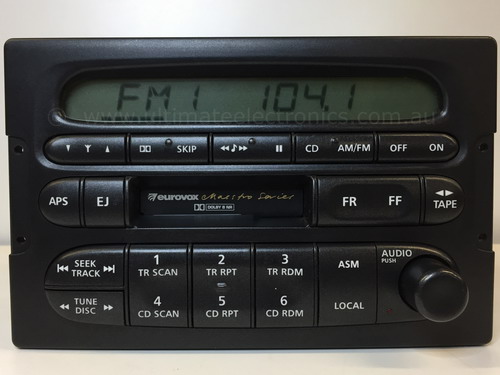 FM1 104.1
www.ultimateelectronics.com.au
SKIP CD AM/FM OFF ON
APS EJ eurovox Maestro Series FR FF TAPE
DOLBY B NR
SEEK TRACK 1 TR SCAN 2 TR RPT 3 TR RDM ASM AUDIO PUSH
TUNE DISC 4 CD SCAN 5 CD RPT 6 CD RDM LOCAL